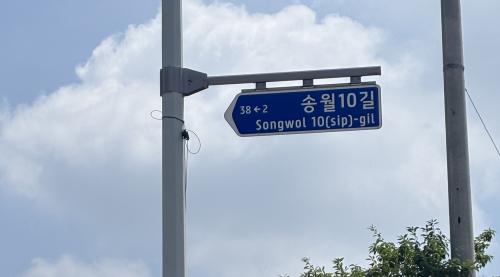 38←2 송월10길
Songwol 10(sip)-gil